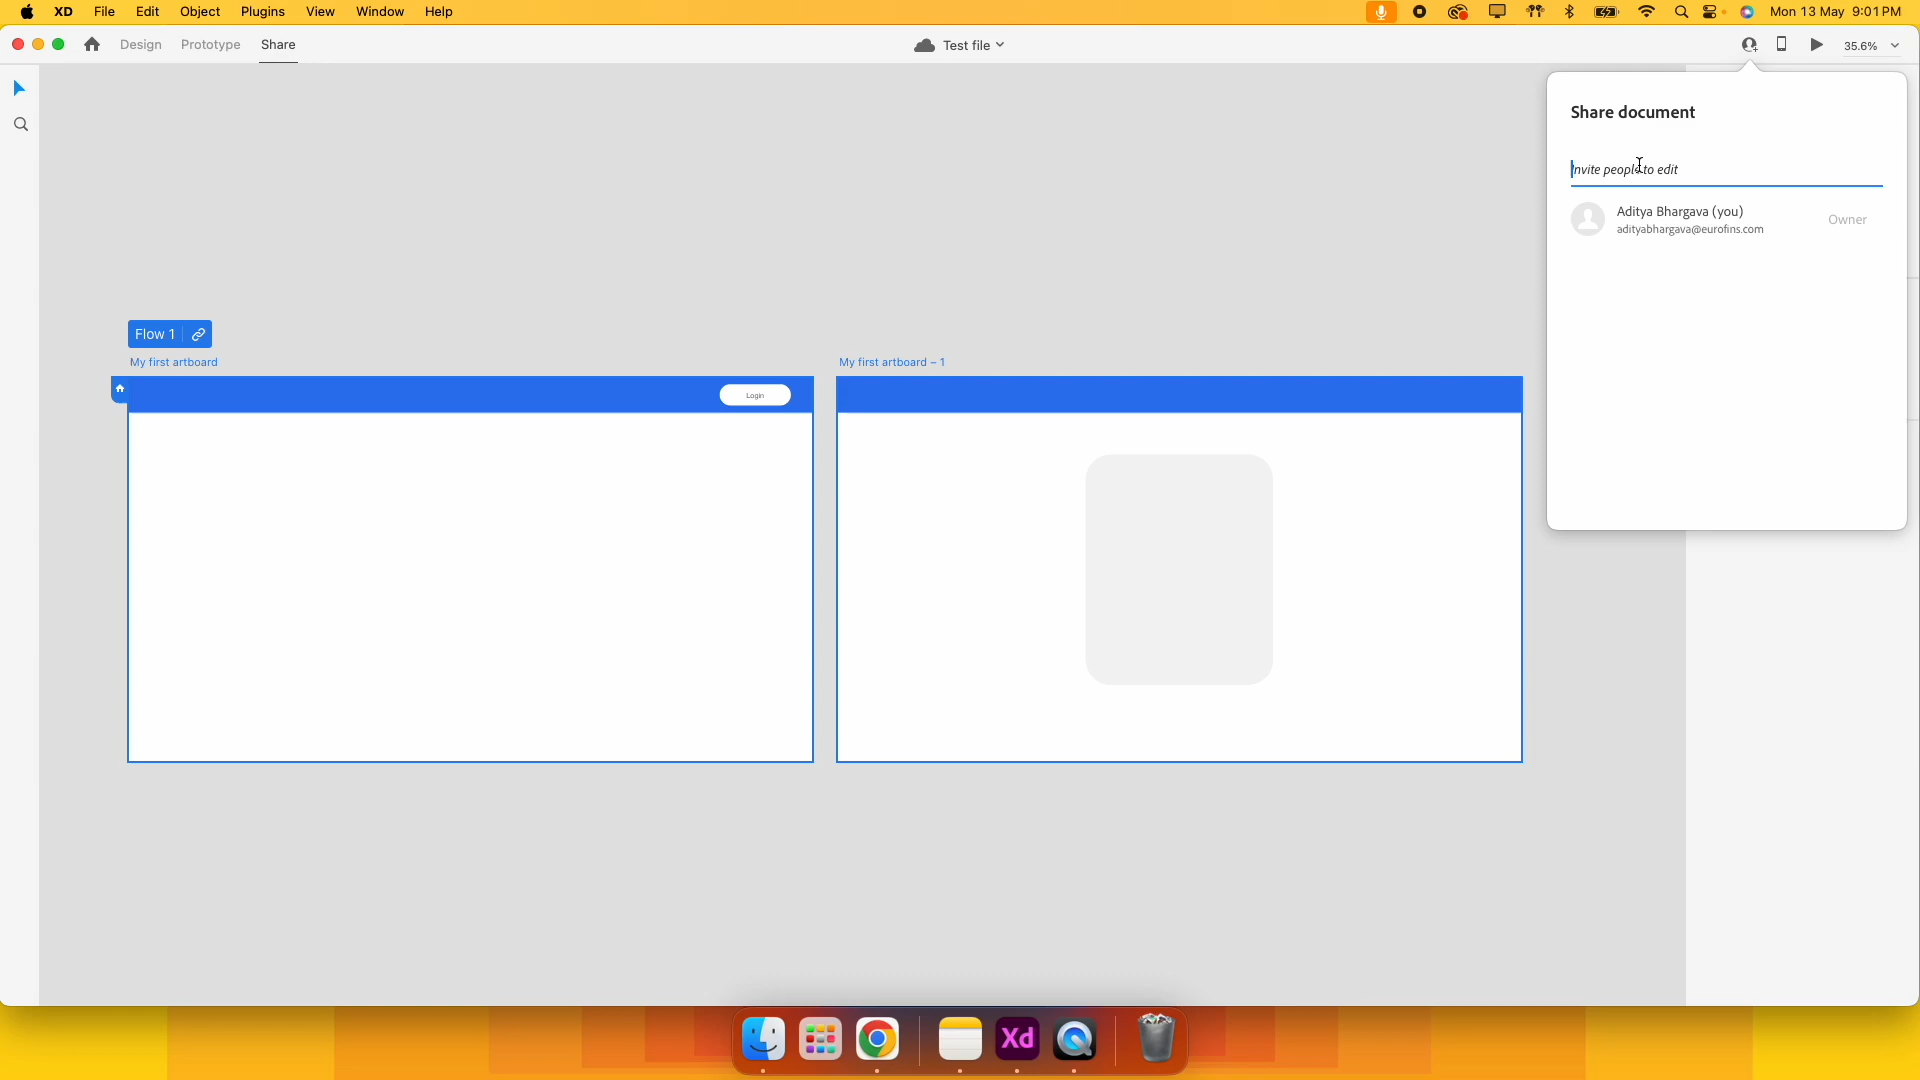 XD File Edit Object Plugins View Window Help Mon 13 May 9:01 PM
Design Prototype Share Test file 35.6%
Share document
Invite people to edit
Aditya Bhargava (you)
adityabhargava@eurofins.com
Owner
Flow 1
My first artboard
My first artboard – 1
Login
Xd